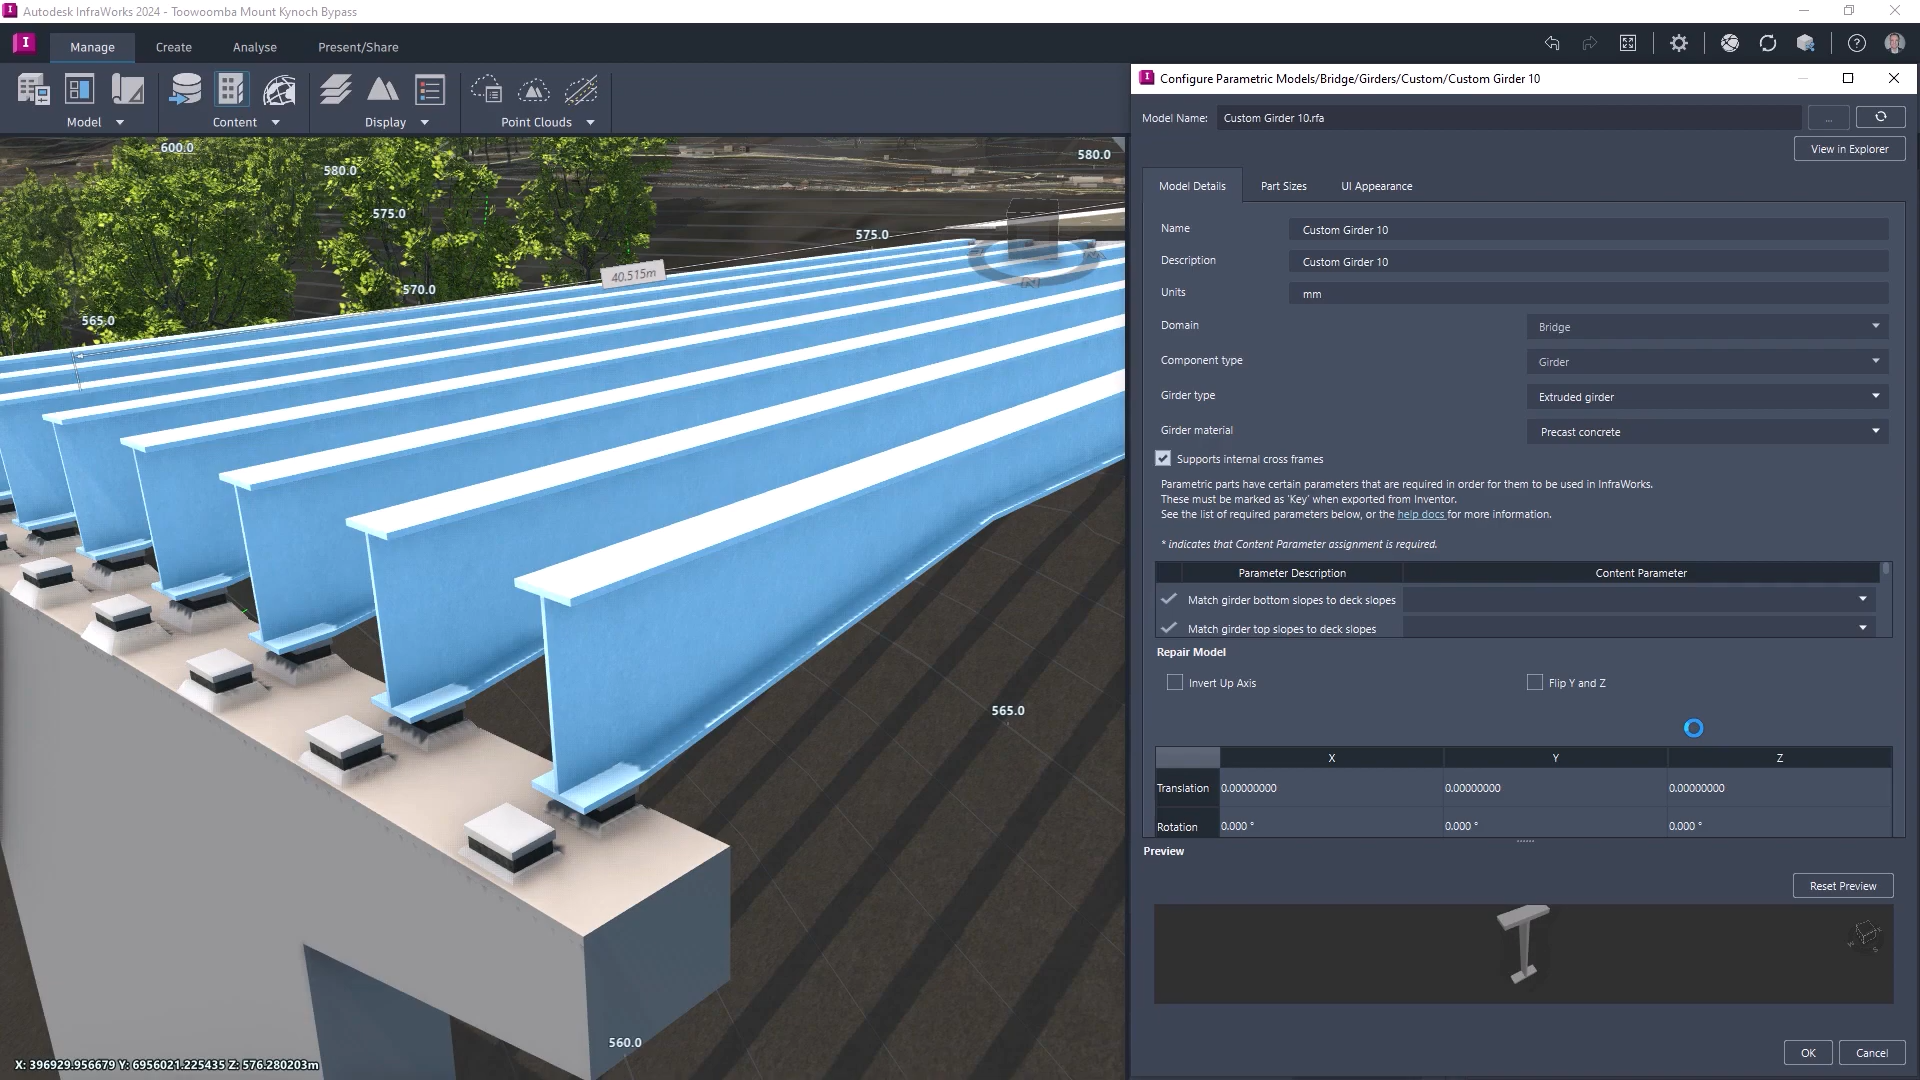 Autodesk InfraWorks 2024 - Toowoomba Mount Kynoch Bypass
Manage
Create
Analyse
Present/Share
Model
Content
Display
Point Clouds
600.0
580.0
575.0
570.0
565.0
40.515m
575.0
580.0
565.0
560.0
X: 396929.956679 Y: 6956021.225435 Z: 576.280203m
Configure Parametric Models/Bridge/Girders/Custom/Custom Girder 10
Model Name:
Custom Girder 10.rfa
...
View in Explorer
Model Details
Part Sizes
UI Appearance
Name
Custom Girder 10
Description
Custom Girder 10
Units
mm
Domain
Bridge
Component type
Girder
Girder type
Extruded girder
Girder material
Precast concrete
Supports internal cross frames
Parametric parts have certain parameters that are required in order for them to be used in InfraWorks.
These must be marked as 'Key' when exported from Inventor.
See the list of required parameters below, or the help docs for more information.
* indicates that Content Parameter assignment is required.
Parameter Description
Content Parameter
Match girder bottom slopes to deck slopes
Match girder top slopes to deck slopes
Repair Model
Invert Up Axis
Flip Y and Z
X
Y
Z
Translation
0.00000000
0.00000000
0.00000000
Rotation
0.000 °
0.000 °
0.000 °
Preview
Reset Preview
OK
Cancel